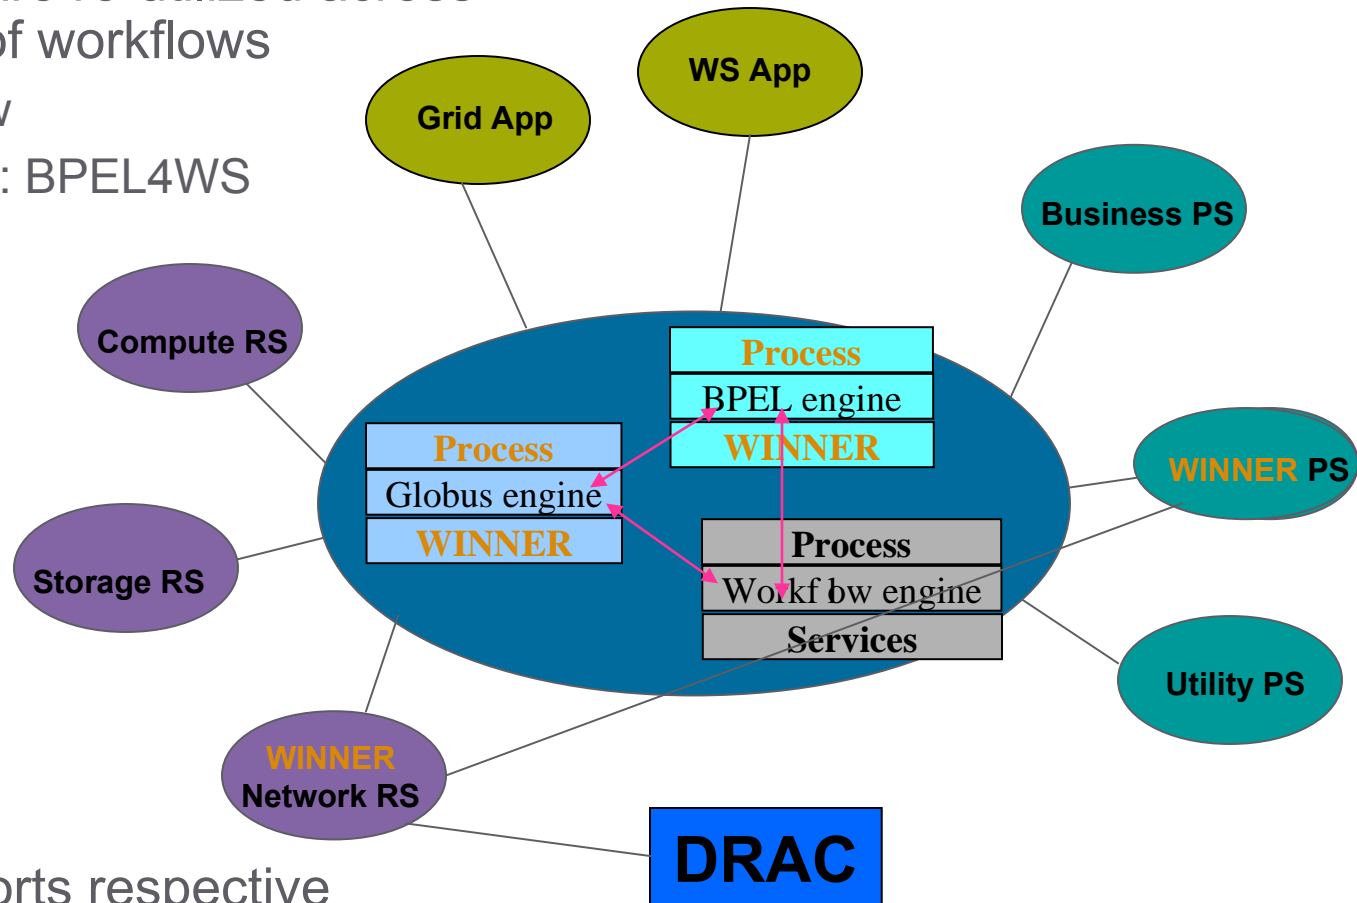 of workflows
: BPEL4WS
WS App
Grid App
Business PS
Compute RS
Process
BPEL engine
WINNER
Process
Globus engine
WINNER
WINNER PS
Process
Workflow engine
Services
Storage RS
Utility PS
WINNER
Network RS
DRAC
respective